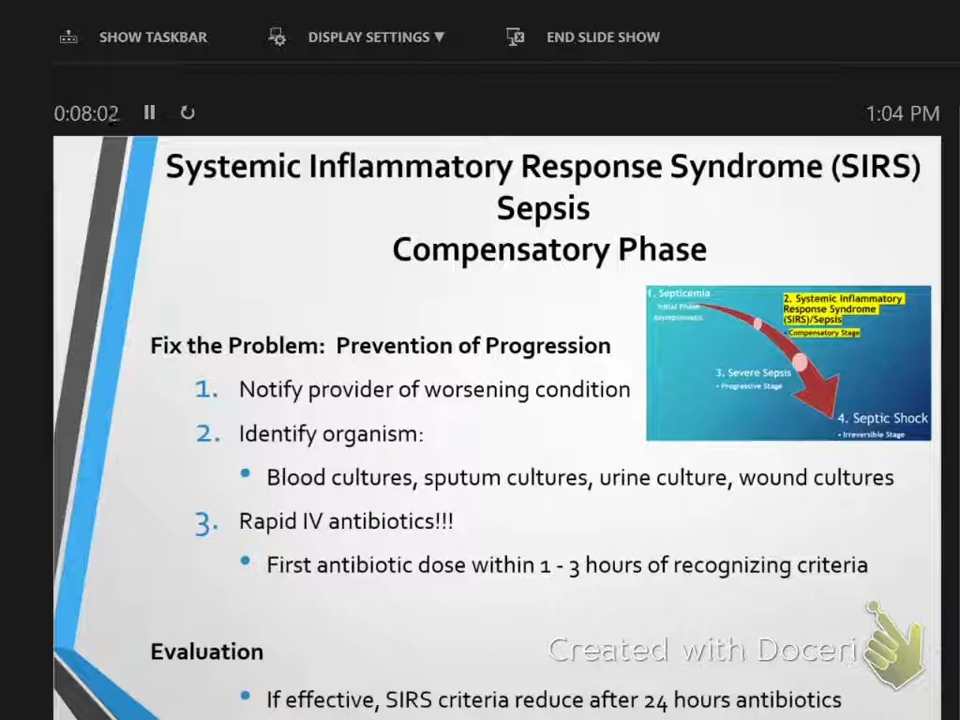 SHOW TASKBAR DISPLAY SETTINGS ▼ END SLIDE SHOW
0:08:02 1:04 PM
Systemic Inflammatory Response Syndrome (SIRS)
Sepsis
Compensatory Phase
1. Septicemia
Initial Phase
Asymptomatic
2. Systemic Inflammatory
Response Syndrome
(SIRS)/Sepsis
• Compensatory Stage
3. Severe Sepsis
• Progressive Stage
4. Septic Shock
• Irreversible Stage
Fix the Problem: Prevention of Progression
1. Notify provider of worsening condition
2. Identify organism:
• Blood cultures, sputum cultures, urine culture, wound cultures
3. Rapid IV antibiotics!!!
• First antibiotic dose within 1 - 3 hours of recognizing criteria
Evaluation
Created with Doceri
• If effective, SIRS criteria reduce after 24 hours antibiotics